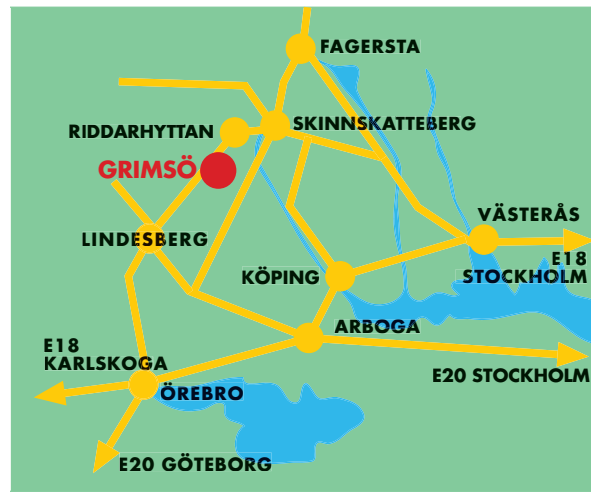 FAGERSTA
SKINNSKATTEBERG
RIDDARHYTTAN
GRIMSÖ
VÄSTERÅS
LINDESBERG
E18
STOCKHOLM
KÖPING
ARBOGA
E18
KARLSKOGA
E20 STOCKHOLM
ÖREBRO
E20 GÖTEBORG